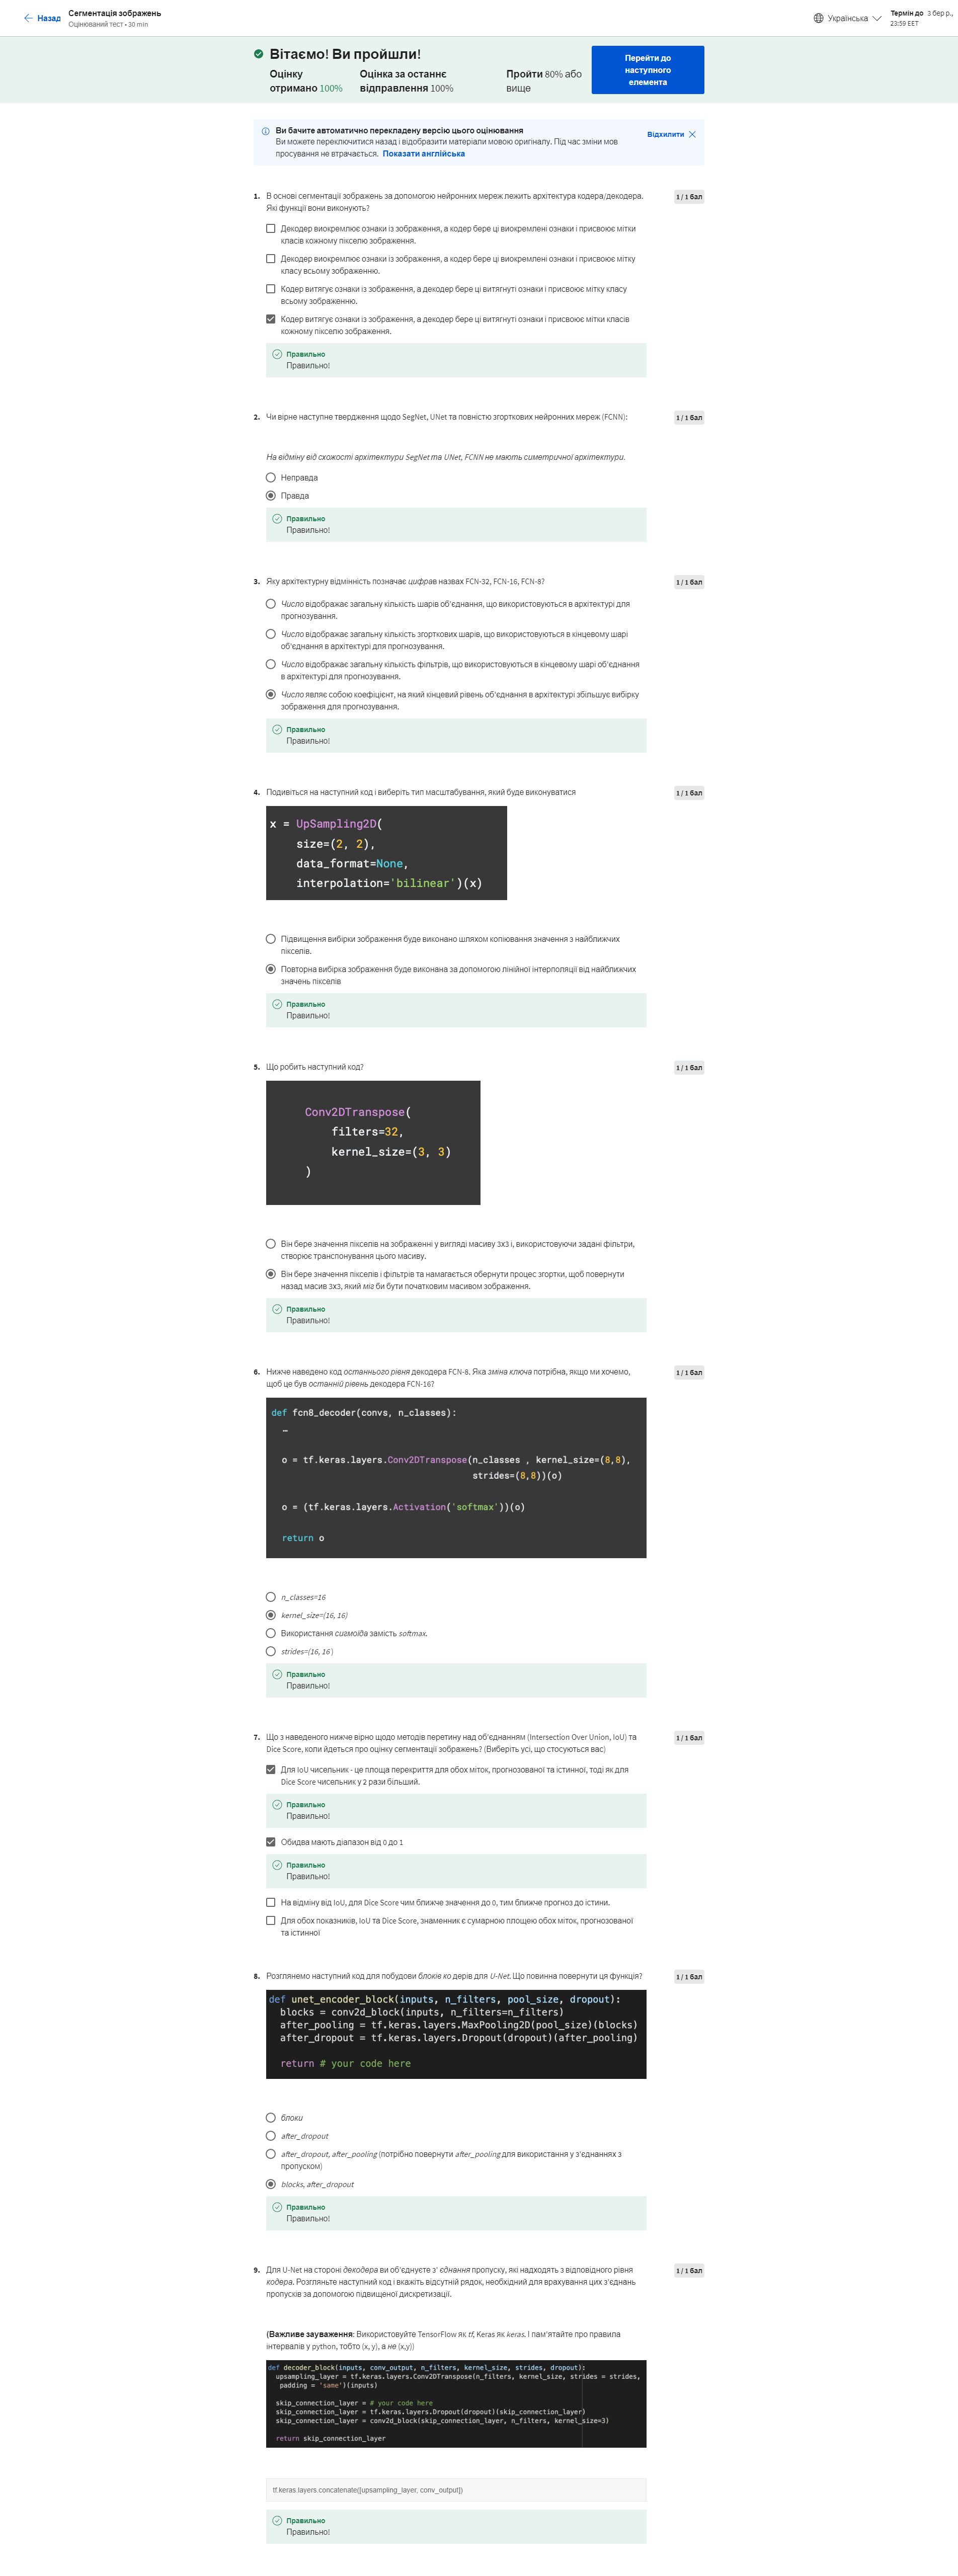 Назад
Сегментація зображень
Оцінюваний тест • 30 min
Українська
Термін до 3 бер р.,
23:59 EET
Вітаємо! Ви пройшли!
Оцінку
отримано 100%
Оцінка за останнє
відправлення 100%
Пройти 80% або
вище
Перейти до
наступного
елемента
Ви бачите автоматично перекладену версію цього оцінювання
Ви можете переключитися назад і відобразити матеріали мовою оригіналу. Під час зміни мов
просування не втрачається. Показати англійська
Відхилити
1. В основі сегментації зображень за допомогою нейронних мереж лежить архітектура кодера/декодера.
Які функції вони виконують?
1 / 1 бал
Декодер виокремлює ознаки із зображення, а кодер бере ці виокремлені ознаки і присвоює мітки
класів кожному пікселю зображення.
Декодер виокремлює ознаки із зображення, а кодер бере ці виокремлені ознаки і присвоює мітку
класу всьому зображенню.
Кодер витягує ознаки із зображення, а декодер бере ці витягнуті ознаки і присвоює мітку класу
всьому зображенню.
Кодер витягує ознаки із зображення, а декодер бере ці витягнуті ознаки і присвоює мітки класів
кожному пікселю зображення.
Правильно
Правильно!
2. Чи вірне наступне твердження щодо SegNet, UNet та повністю згорткових нейронних мереж (FCNN):
1 / 1 бал
На відміну від схожості архітектури SegNet та UNet, FCNN не мають симетричної архітектури.
Неправда
Правда
Правильно
Правильно!
3. Яку архітектурну відмінність позначає цифрав назвах FCN-32, FCN-16, FCN-8?
1 / 1 бал
Число відображає загальну кількість шарів об'єднання, що використовуються в архітектурі для
прогнозування.
Число відображає загальну кількість згорткових шарів, що використовуються в кінцевому шарі
об'єднання в архітектурі для прогнозування.
Число відображає загальну кількість фільтрів, що використовуються в кінцевому шарі об'єднання
в архітектурі для прогнозування.
Число являє собою коефіцієнт, на який кінцевий рівень об'єднання в архітектурі збільшує вибірку
зображення для прогнозування.
Правильно
Правильно!
4. Подивіться на наступний код і виберіть тип масштабування, який буде виконуватися
1 / 1 бал
x = UpSampling2D(
size=(2, 2),
data_format=None,
interpolation='bilinear')(x)
Підвищення вибірки зображення буде виконано шляхом копіювання значення з найближчих
пікселів.
Повторна вибірка зображення буде виконана за допомогою лінійної інтерполяції від найближчих
значень пікселів
Правильно
Правильно!
5. Що робить наступний код?
1 / 1 бал
Conv2DTranspose(
filters=32,
kernel_size=(3, 3)
)
Він бере значення пікселів на зображенні у вигляді масиву 3x3 і, використовуючи задані фільтри,
створює транспонування цього масиву.
Він бере значення пікселів і фільтрів та намагається обернути процес згортки, щоб повернути
назад масив 3x3, який міг би бути початковим масивом зображення.
Правильно
Правильно!
6. Нижче наведено код останнього рівня декодера FCN-8. Яка зміна ключа потрібна, якщо ми хочемо,
щоб це був останній рівень декодера FCN-16?
1 / 1 бал
def fcn8_decoder(convs, n_classes):
…
o = tf.keras.layers.Conv2DTranspose(n_classes , kernel_size=(8,8),
strides=(8,8))(o)
o = (tf.keras.layers.Activation('softmax'))(o)
return o
n_classes=16
kernel_size=(16, 16)
Використання сигмоїда замість softmax.
strides=(16, 16 )
Правильно
Правильно!
7. Що з наведеного нижче вірно щодо методів перетину над об'єднанням (Intersection Over Union, IoU) та
Dice Score, коли йдеться про оцінку сегментації зображень? (Виберіть усі, що стосуються вас)
1 / 1 бал
Для IoU чисельник - це площа перекриття для обох міток, прогнозованої та істинної, тоді як для
Dice Score чисельник у 2 рази більший.
Правильно
Правильно!
Обидва мають діапазон від 0 до 1
Правильно
Правильно!
На відміну від IoU, для Dice Score чим ближче значення до 0, тим ближче прогноз до істини.
Для обох показників, IoU та Dice Score, знаменник є сумарною площею обох міток, прогнозованої
та істинної
8. Розглянемо наступний код для побудови блоків ко дерів для U-Net. Що повинна повернути ця функція?
1 / 1 бал
def unet_encoder_block(inputs, n_filters, pool_size, dropout):
blocks = conv2d_block(inputs, n_filters=n_filters)
after_pooling = tf.keras.layers.MaxPooling2D(pool_size)(blocks)
after_dropout = tf.keras.layers.Dropout(dropout)(after_pooling)
return # your code here
блоки
after_dropout
after_dropout, after_pooling (потрібно повернути after_pooling для використання у з'єднаннях з
пропуском)
blocks, after_dropout
Правильно
Правильно!
9. Для U-Net на стороні декодера ви об'єднуєте з' єднання пропуску, які надходять з відповідного рівня
кодера. Розгляньте наступний код і вкажіть відсутній рядок, необхідний для врахування цих з'єднань
пропусків за допомогою підвищеної дискретизації.
1 / 1 бал
(Важливе зауваження: Використовуйте TensorFlow як tf, Keras як keras. І пам'ятайте про правила
інтервалів у python, тобто (x, y), а не (x,y))
def decoder_block(inputs, conv_output, n_filters, kernel_size, strides, dropout):
upsampling_layer = tf.keras.layers.Conv2DTranspose(n_filters, kernel_size, strides = strides,
padding = 'same')(inputs)
skip_connection_layer = # your code here
skip_connection_layer = tf.keras.layers.Dropout(dropout)(skip_connection_layer)
skip_connection_layer = conv2d_block(skip_connection_layer, n_filters, kernel_size=3)
return skip_connection_layer
tf.keras.layers.concatenate([upsampling_layer, conv_output])
Правильно
Правильно!